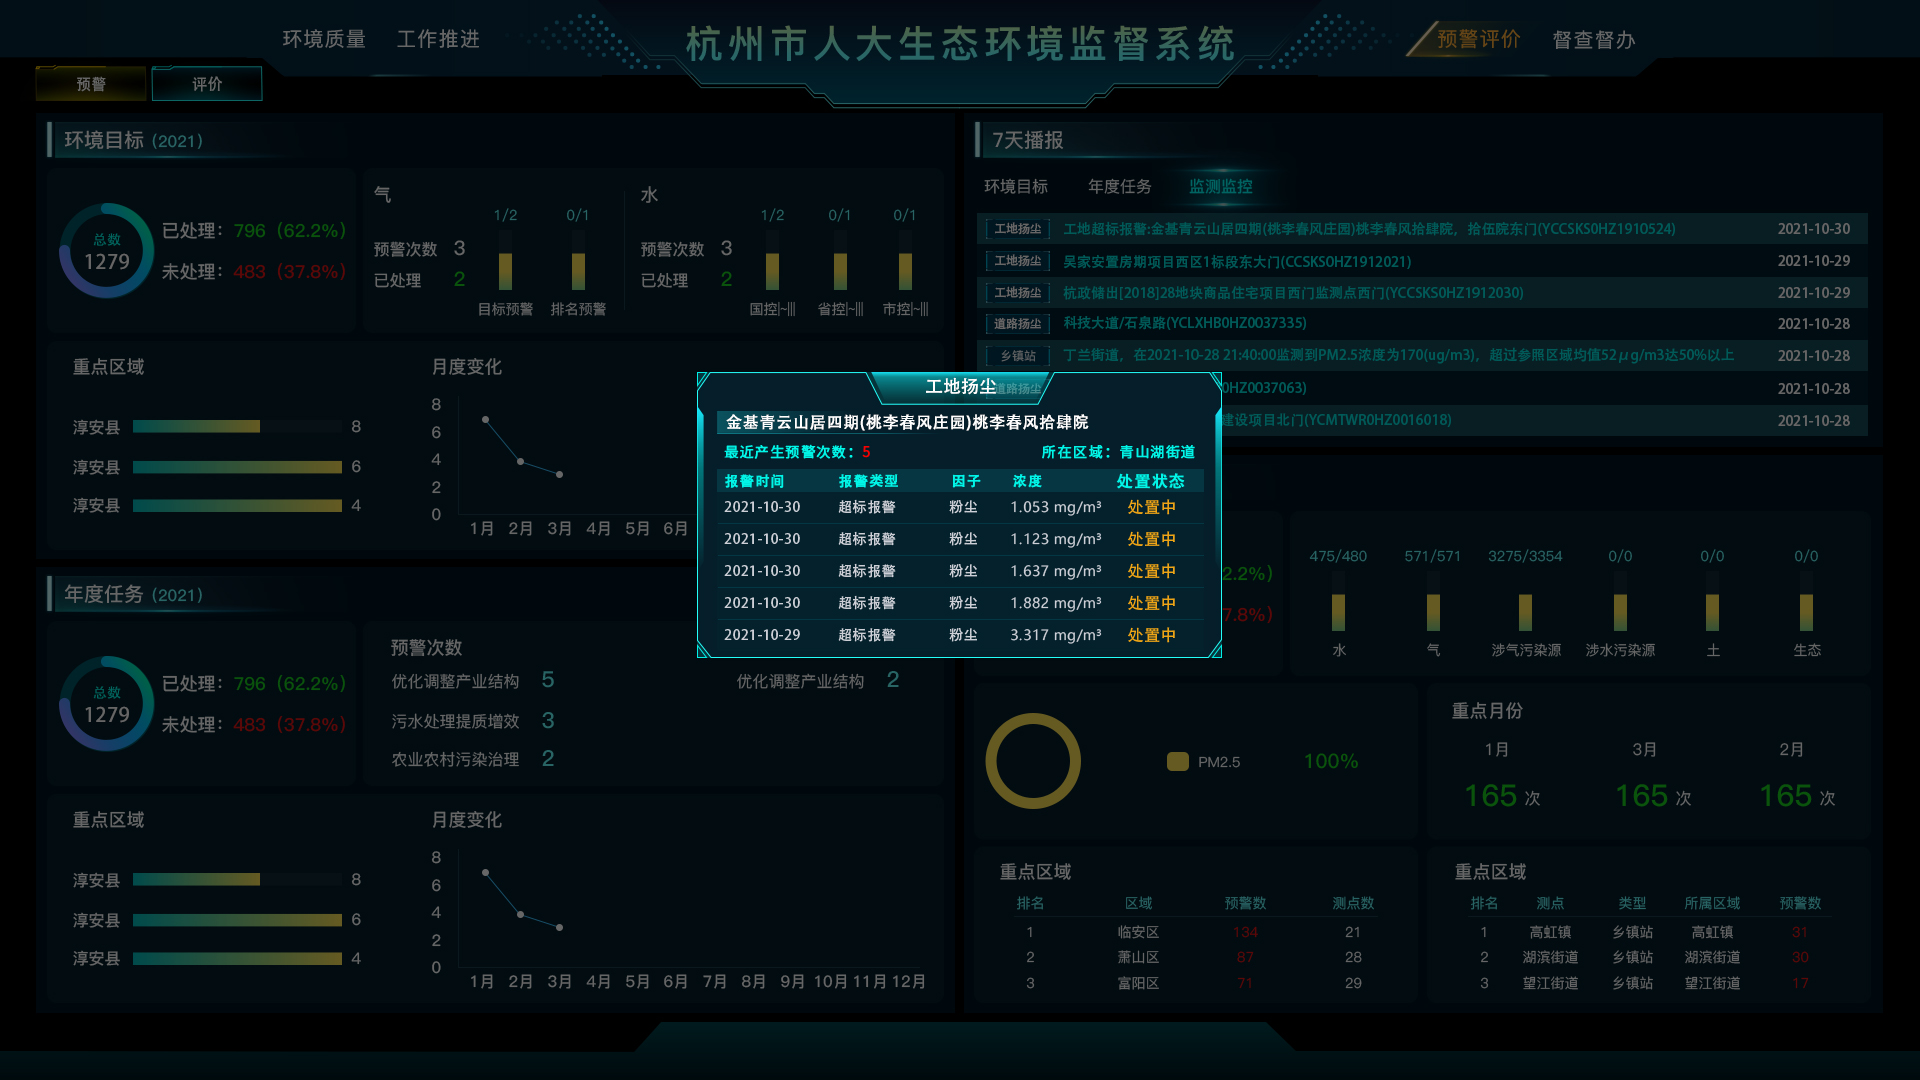 环境质量 工作推进 杭州市人大生态环境监督系统 预警评价 督查督办
预警 评价
环境目标 (2021)
总数
1279
已处理： 796 (62.2%)
未处理： 483 (37.8%)
气
预警次数 3
已处理 2
1/2 0/1
目标预警 排名预警
水
预警次数 3
已处理 2
1/2 0/1 0/1
国控|~||| 省控|~||| 市控|~|||
重点区域
淳安县 8
淳安县 6
淳安县 4
月度变化
8
6
4
2
0
1月 2月 3月 4月 5月 6月
年度任务 (2021)
总数
1279
已处理： 796 (62.2%)
未处理： 483 (37.8%)
预警次数
优化调整产业结构 5
污水处理提质增效 3
农业农村污染治理 2
优化调整产业结构 2
重点区域
淳安县 8
淳安县 6
淳安县 4
月度变化
8
6
4
2
0
1月 2月 3月 4月 5月 6月 7月 8月 9月 10月 11月 12月
7天播报
环境目标 年度任务 监测监控
工地扬尘 工地超标报警:金基青云山居四期(桃李春风庄园)桃李春风拾肆院，拾伍院东门(YCCSKS0HZ1910524) 2021-10-30
工地扬尘 吴家安置房期项目西区1标段东大门(CCSKS0HZ1912021) 2021-10-29
工地扬尘 杭政储出[2018]28地块商品住宅项目西门监测点西门(YCCSKS0HZ1912030) 2021-10-29
道路扬尘 科技大道/石泉路(YCLXHB0HZ0037335) 2021-10-28
乡镇站 丁兰街道，在2021-10-28 21:40:00监测到PM2.5浓度为170(ug/m3)，超过参照区域均值52μg/m3达50%以上 2021-10-28
道路扬尘 0HZ0037063) 2021-10-28
建设项目北门(YCMTWR0HZ0016018) 2021-10-28
工地扬尘
金基青云山居四期(桃李春风庄园)桃李春风拾肆院
最近产生预警次数： 5 所在区域：青山湖街道
报警时间 报警类型 因子 浓度 处置状态
2021-10-30 超标报警 粉尘 1.053 mg/m³ 处置中
2021-10-30 超标报警 粉尘 1.123 mg/m³ 处置中
2021-10-30 超标报警 粉尘 1.637 mg/m³ 处置中
2021-10-30 超标报警 粉尘 1.882 mg/m³ 处置中
2021-10-29 超标报警 粉尘 3.317 mg/m³ 处置中
2.2%)
7.8%)
475/480 571/571 3275/3354 0/0 0/0 0/0
水 气 涉气污染源 涉水污染源 土 生态
PM2.5 100%
重点月份
1月 3月 2月
165 次 165 次 165 次
重点区域
排名 区域 预警数 测点数
1 临安区 134 21
2 萧山区 87 28
3 富阳区 71 29
重点区域
排名 测点 类型 所属区域 预警数
1 高虹镇 乡镇站 高虹镇 31
2 湖滨街道 乡镇站 湖滨街道 30
3 望江街道 乡镇站 望江街道 17